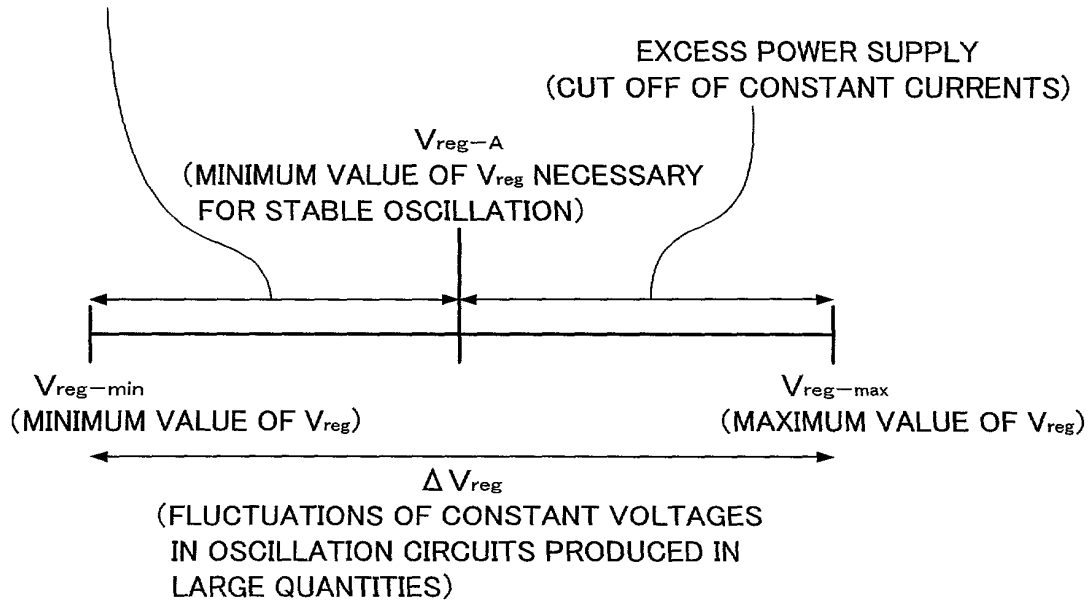 EXCESS POWER SUPPLY
(CUT OFF OF CONSTANT CURRENTS)
Vreg-A
(MINIMUM VALUE OF Vreg NECESSARY
FOR STABLE OSCILLATION)
Vreg-min
(MINIMUM VALUE OF Vreg)
Vreg-max
(MAXIMUM VALUE OF Vreg)
ΔVreg
(FLUCTUATIONS OF CONSTANT VOLTAGES
IN OSCILLATION CIRCUITS PRODUCED IN
LARGE QUANTITIES)